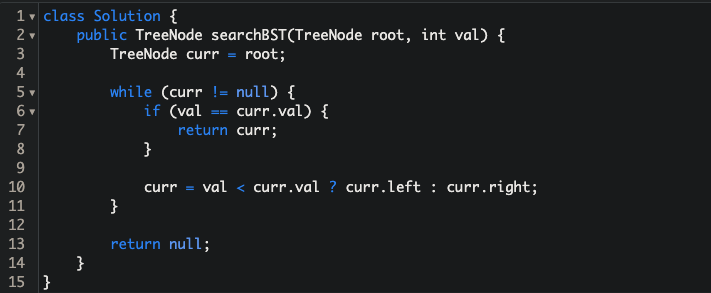 1 class Solution {
2     public TreeNode searchBST(TreeNode root, int val) {
3         TreeNode curr = root;
4
5         while (curr != null) {
6             if (val == curr.val) {
7                 return curr;
8             }
9
10             curr = val < curr.val ? curr.left : curr.right;
11         }
12
13         return null;
14     }
15 }